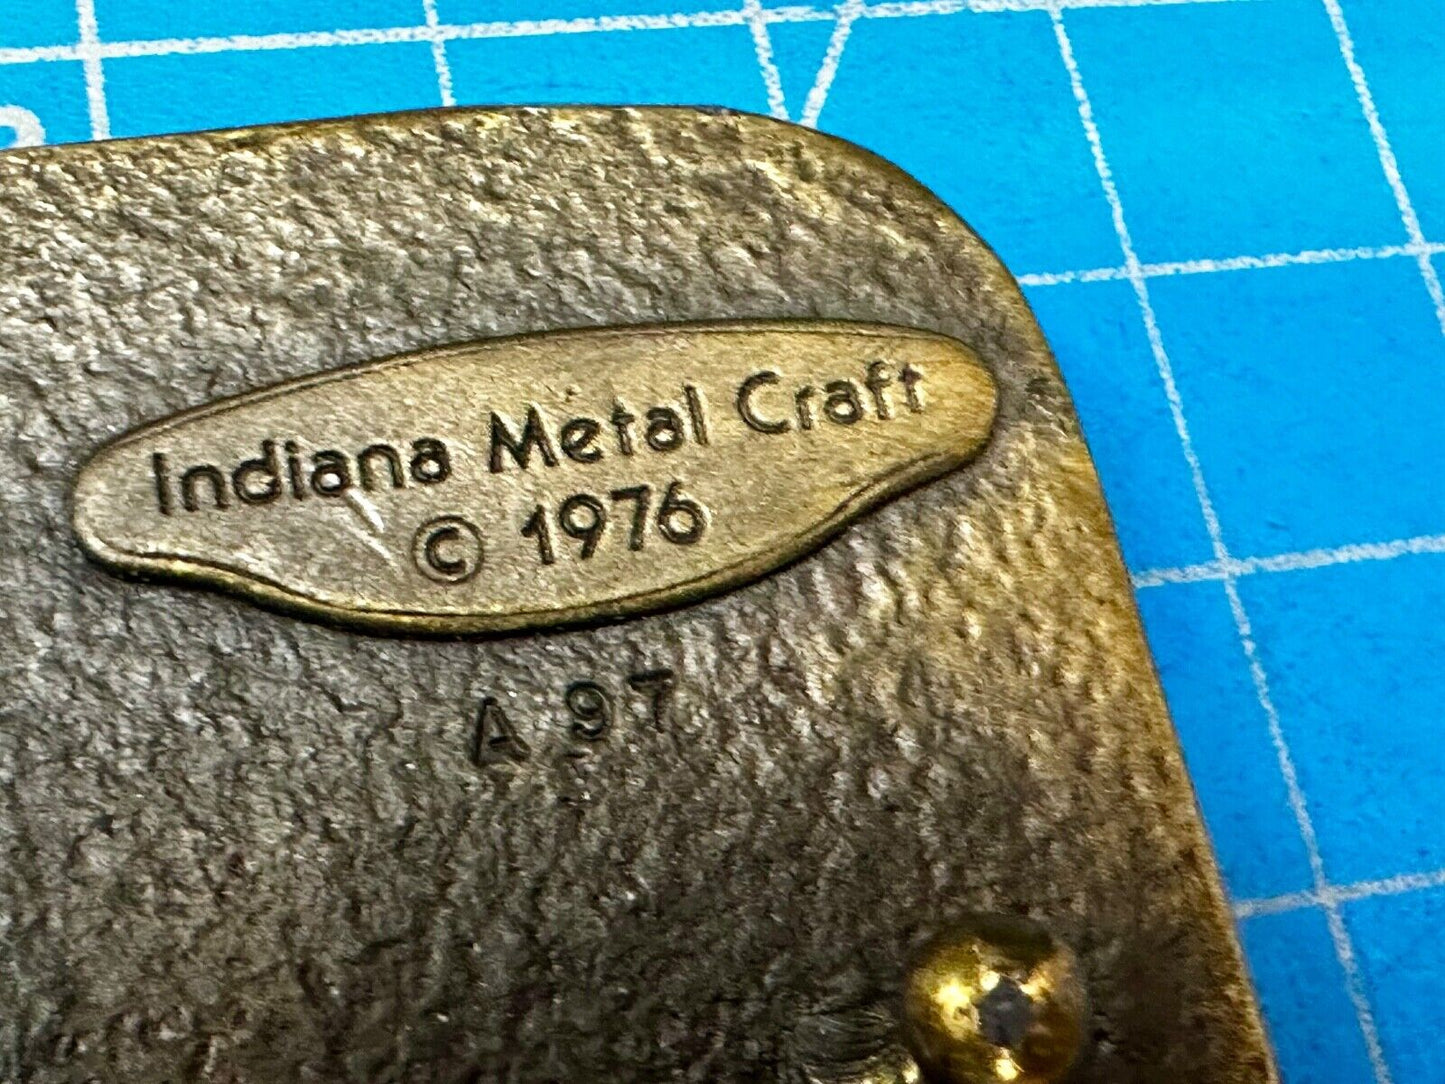 Indiana Metal Craft
© 1976
A 97